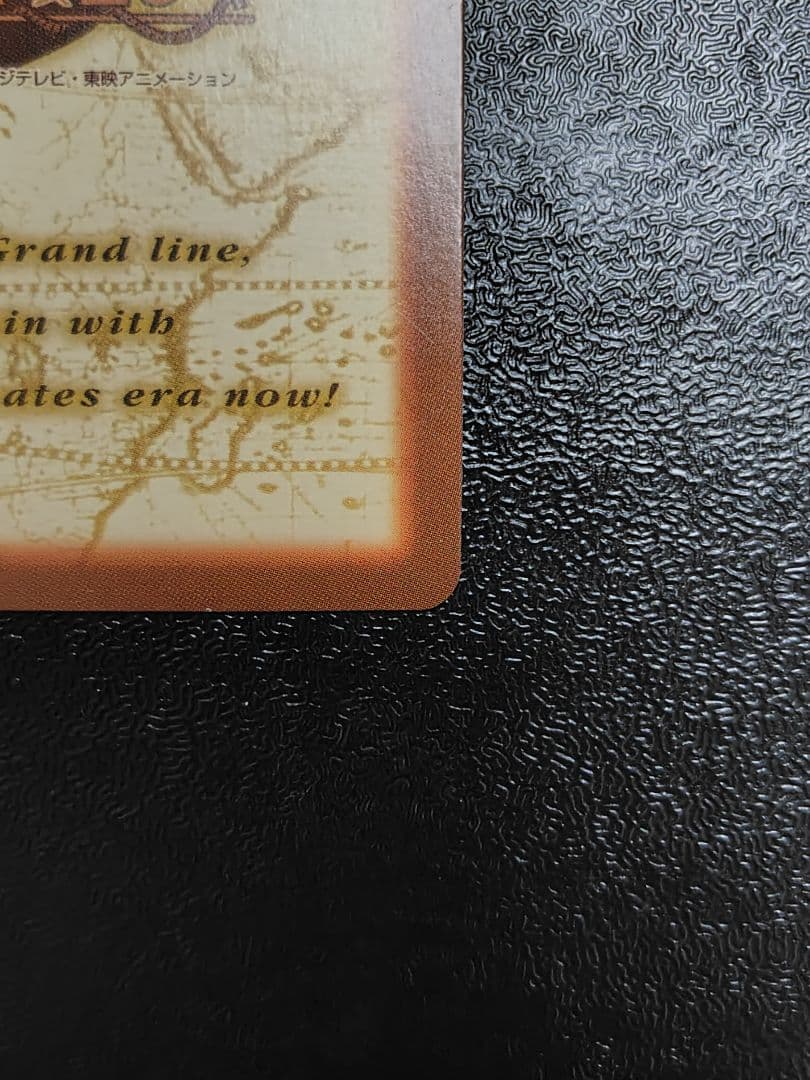 ジテレビ・東映アニメーション
Grand line,
in with
ates era now!